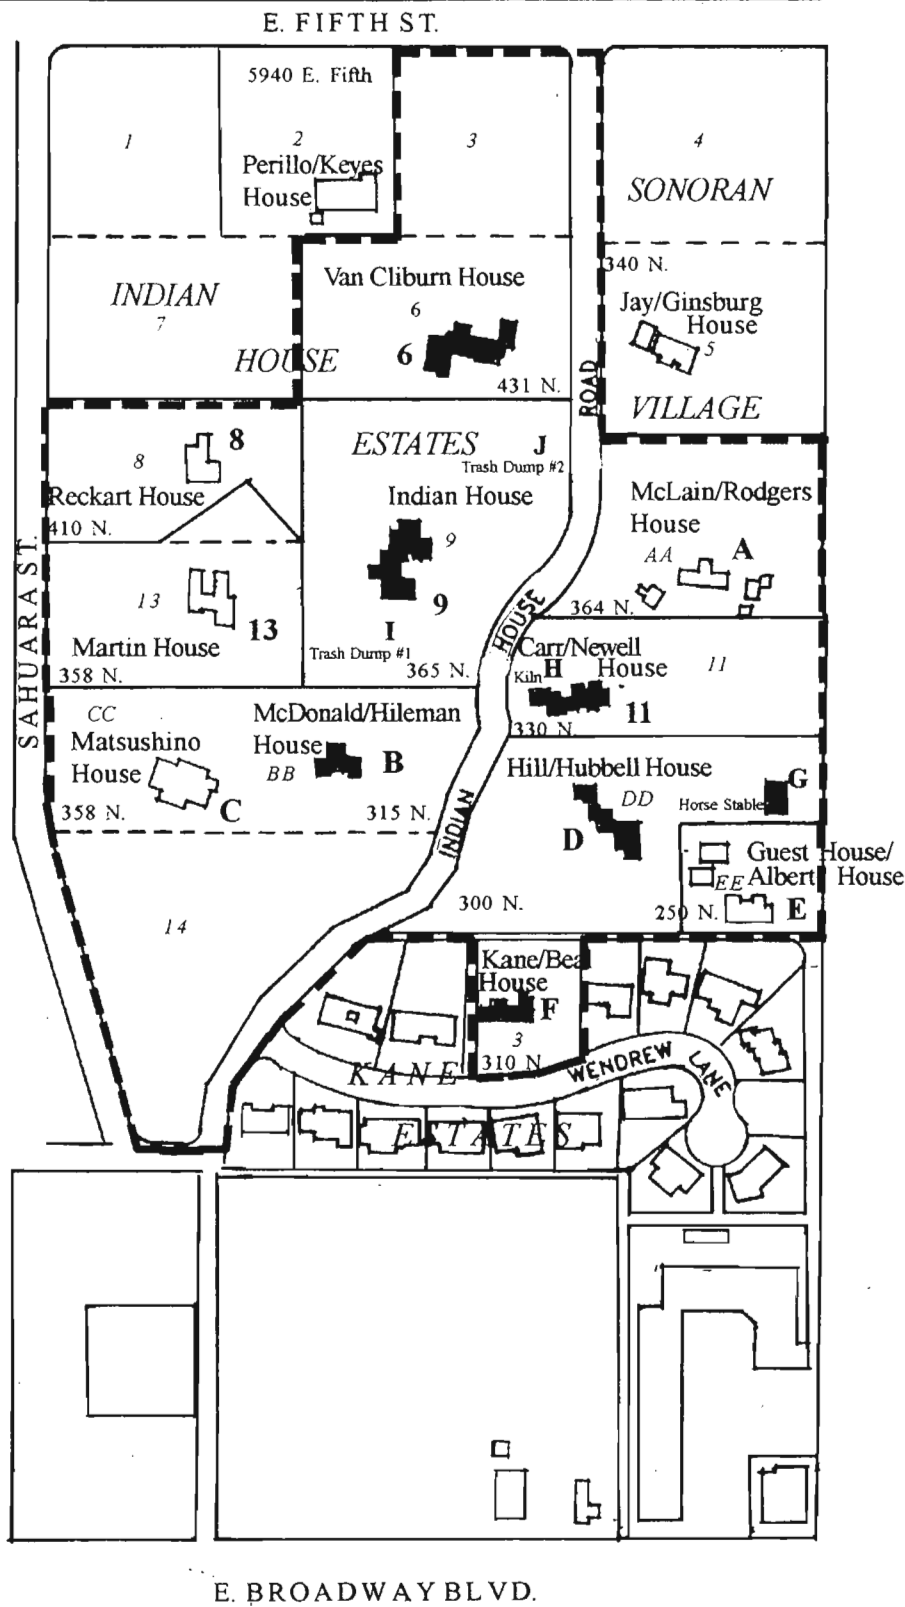 E. FIFTH ST.
5940 E. Fifth
1
2
3
4
Perillo/Keyes
House
SONORAN
340 N.
Van Cliburn House
INDIAN
7
6
Jay/Ginsburg
House
5
HOUSE
6
431 N.
ROAD
VILLAGE
8
8
ESTATES
J
Trash Dump #2
Reckart House
410 N.
Indian House
McLain/Rodgers
House
9
AA
A
SAHUARA ST.
13
9
364 N.
HOUSE
13
I
Martin House
Trash Dump #1
358 N.
365 N.
Carr/Newell
House
11
Kiln
H
11
330 N.
CC
McDonald/Hileman
House
Matsushino
House
BB
B
Hill/Hubbell House
G
DD
Horse Stable
358 N.
C
315 N.
INDIAN
D
Guest House/
Albert House
EE
300 N.
250 N.
E
14
Kane/Bea
House
F
3
310 N
KANE
WENDREW LANE
ESTATES
E. BROADWAY BLVD.